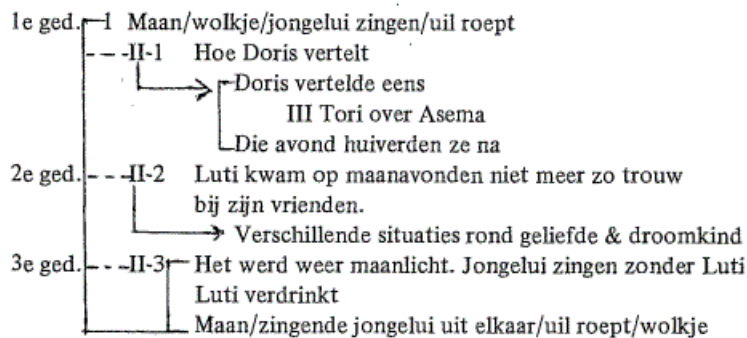 1e ged. I Maan/wolkje/jongelui zingen/uil roept
II-1 Hoe Doris vertelt
Doris vertelde eens
III Tori over Asema
Die avond huiverden ze na
2e ged. II-2 Luti kwam op maanavonden niet meer zo trouw
bij zijn vrienden.
Verschillende situaties rond geliefde & droomkind
3e ged. II-3 Het werd weer maanlicht. Jongelui zingen zonder Luti
Luti verdrinkt
Maan/zingende jongelui uit elkaar/uil roept/wolkje